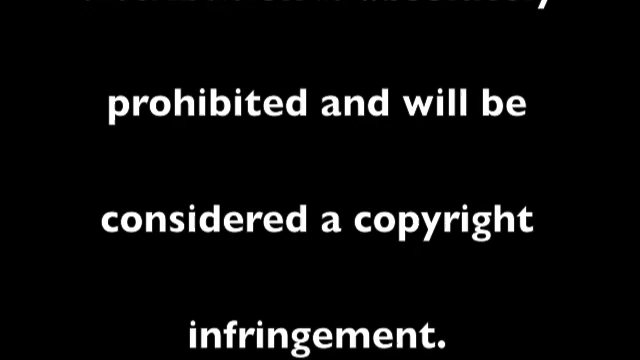 prohibited and will be
considered a copyright
infringement.